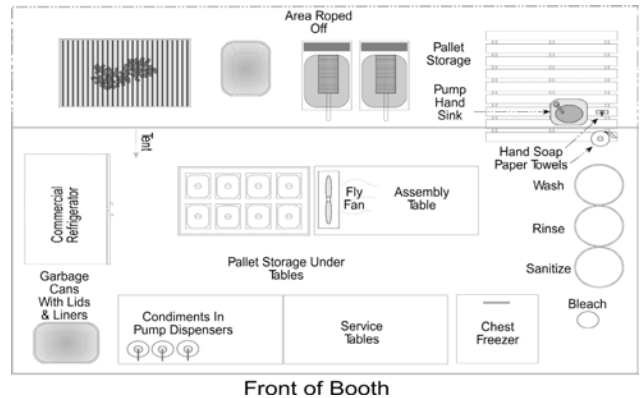 Area Roped
Off
Pallet
Storage
Pump
Hand
Sink
Tent
Hand Soap
Paper Towels
Commercial
Refrigerator
Fly
Fan
Assembly
Table
Wash
Rinse
Sanitize
Pallet Storage Under
Tables
Garbage
Cans
With Lids
& Liners
Condiments In
Pump Dispensers
Service
Tables
Chest
Freezer
Bleach
Front of Booth